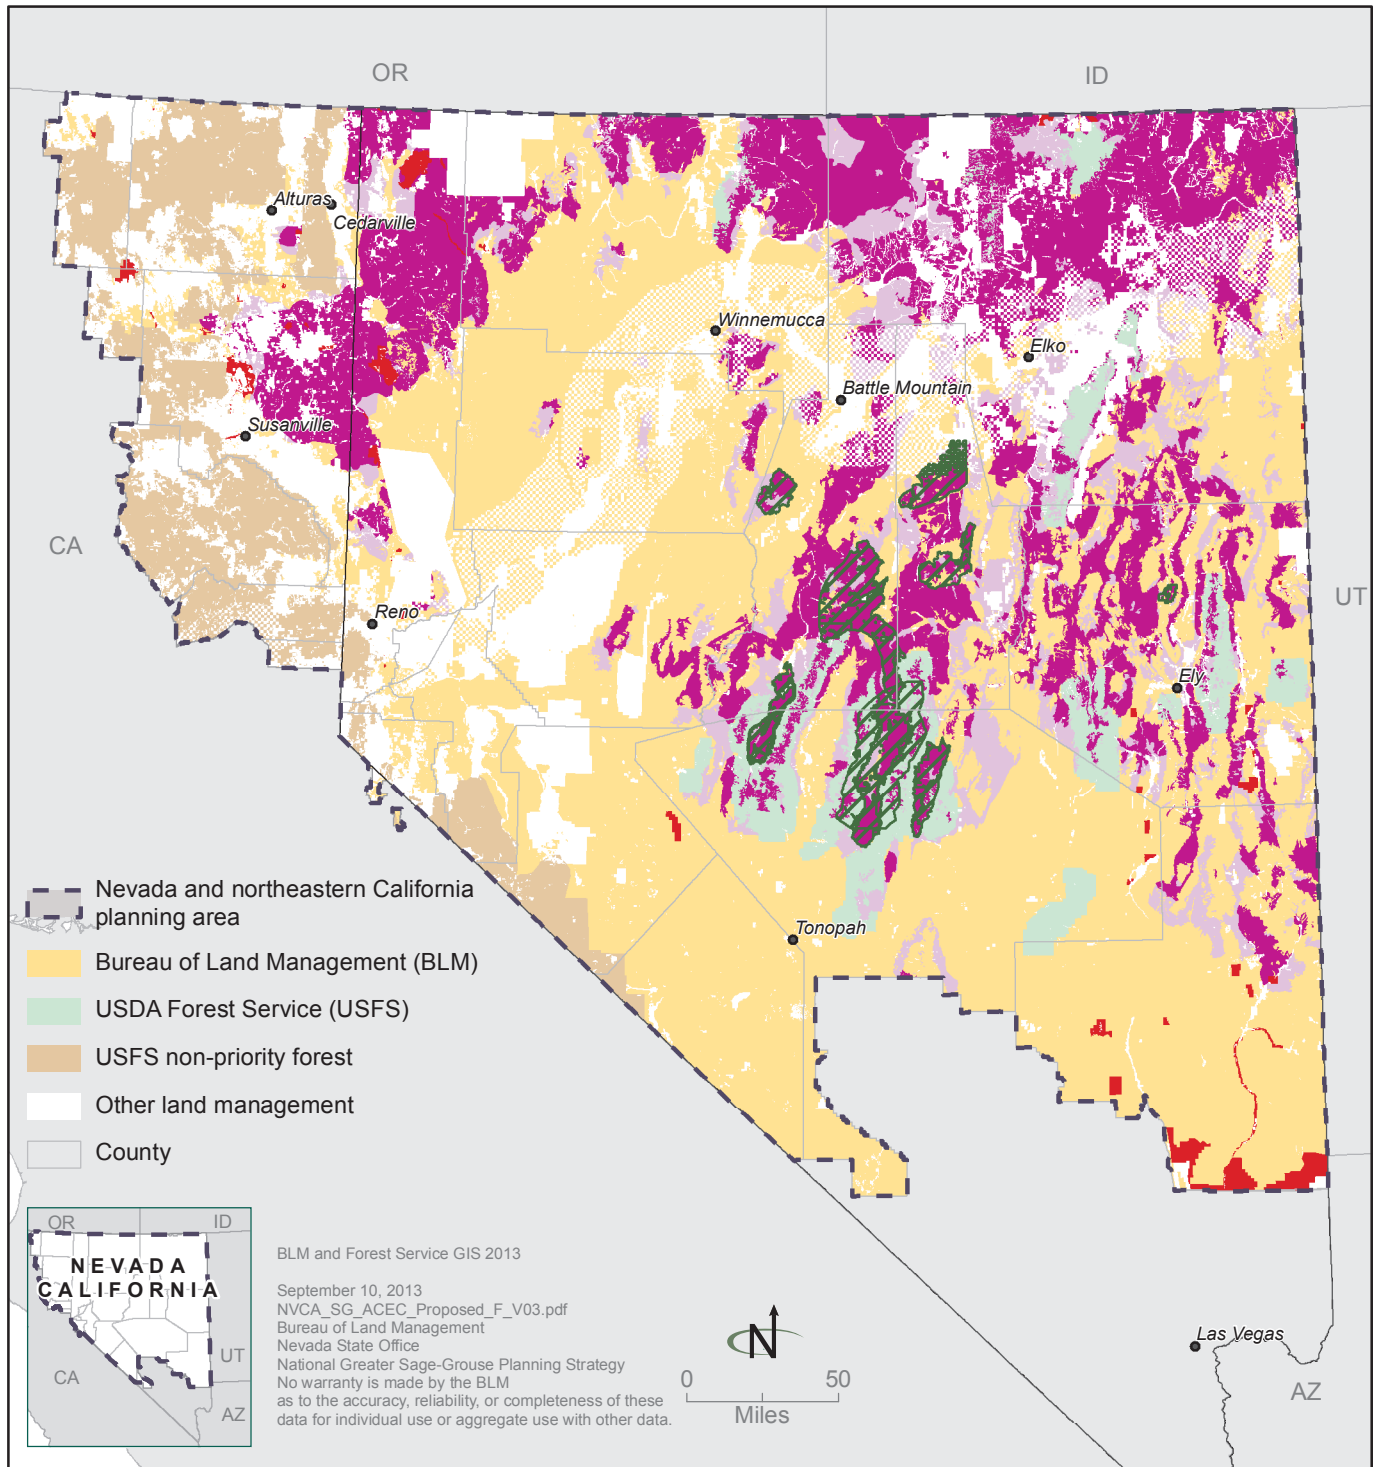 OR
ID
Alturas
Cedarville
Winnemucca
Elko
Battle Mountain
Susanville
CA
UT
Reno
Ely
Nevada and northeastern California
planning area
Bureau of Land Management (BLM)
Tonopah
USDA Forest Service (USFS)
USFS non-priority forest
Other land management
County
OR
ID
NEVADA
CALIFORNIA
UT
CA
AZ
BLM and Forest Service GIS 2013
September 10, 2013
NVCA_SG_ACEC_Proposed_F_V03.pdf
Bureau of Land Management
Nevada State Office
National Greater Sage-Grouse Planning Strategy
No warranty is made by the BLM
as to the accuracy, reliability, or completeness of these
data for individual use or aggregate use with other data.
N
0 50
Miles
Las Vegas
AZ